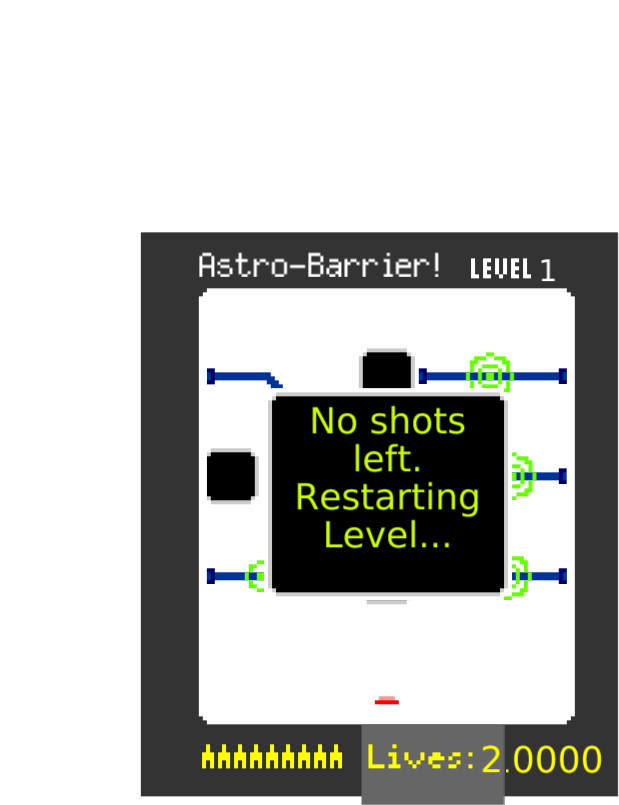 Astro-Barrier! LEVEL 1
No shots
left.
Restarting
Level...
Lives:2.0000